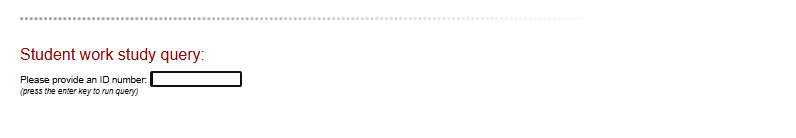 Student work study query:
Please provide an ID number:
(press the enter key to run query)